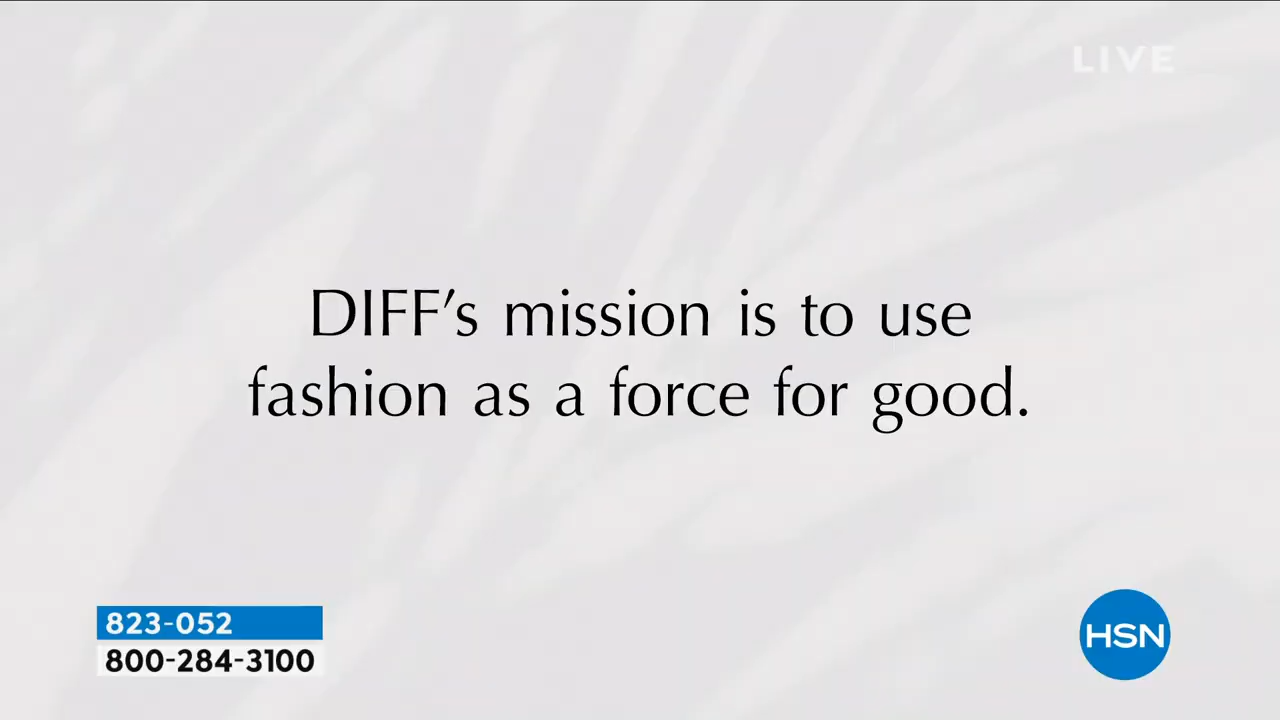 LIVE
DIFF’s mission is to use
fashion as a force for good.
823-052
800-284-3100
HSN